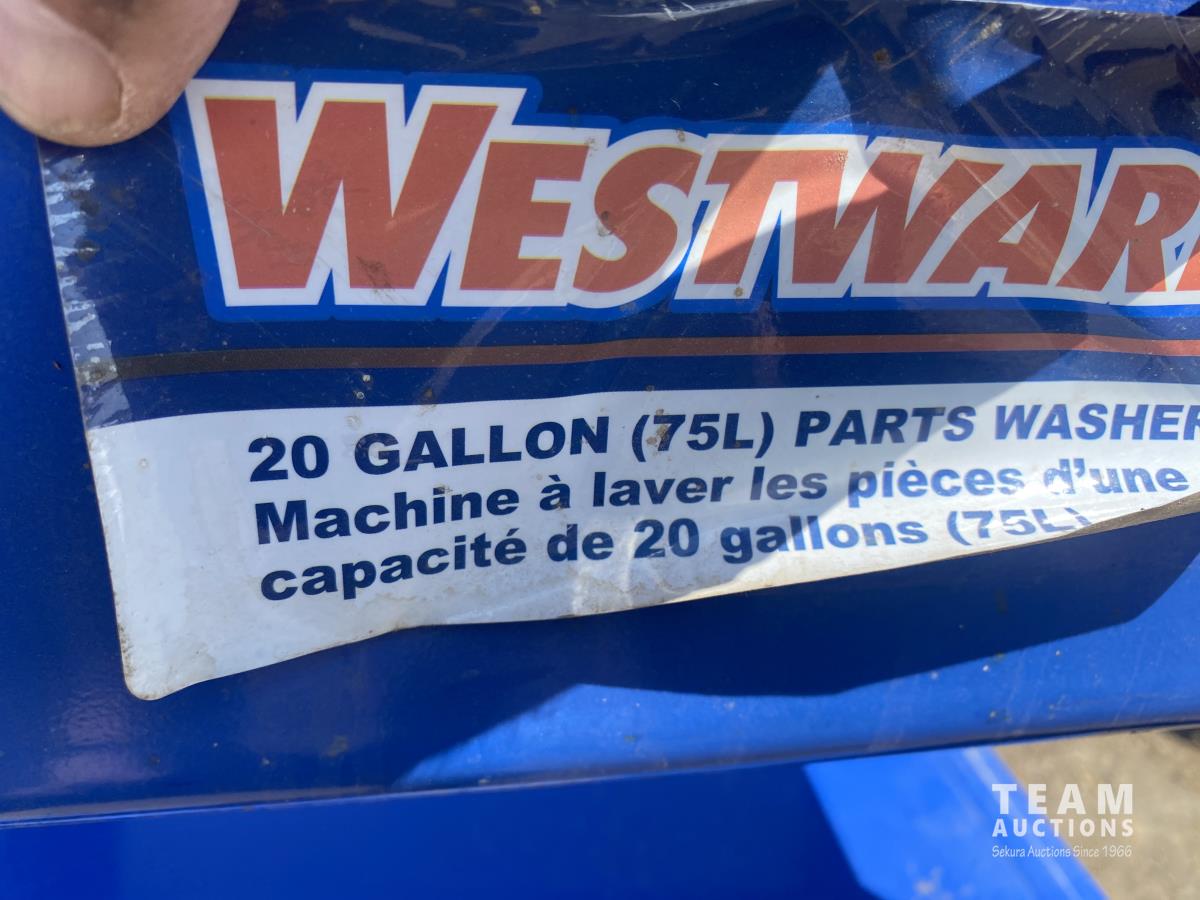 WESTWARD
20 GALLON (75L) PARTS WASHER
Machine à laver les pièces d'une
capacité de 20 gallons (75L)
TEAM
AUCTIONS
Sekura Auctions Since 1966